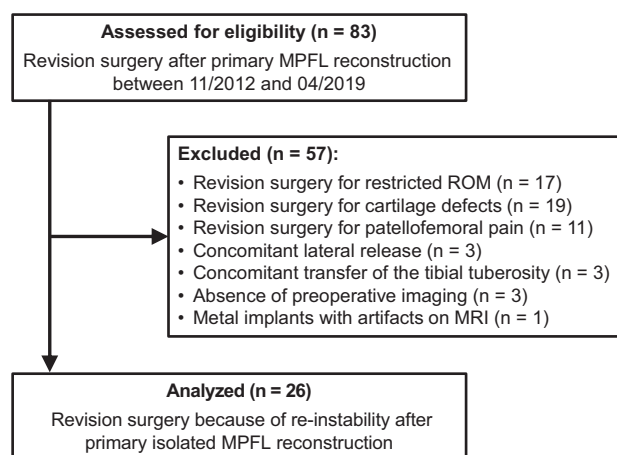 Assessed for eligibility (n = 83)
Revision surgery after primary MPFL reconstruction
between 11/2012 and 04/2019
Excluded (n = 57):
• Revision surgery for restricted ROM (n = 17)
• Revision surgery for cartilage defects (n = 19)
• Revision surgery for patellofemoral pain (n = 11)
• Concomitant lateral release (n = 3)
• Concomitant transfer of the tibial tuberosity (n = 3)
• Absence of preoperative imaging (n = 3)
• Metal implants with artifacts on MRI (n = 1)
Analyzed (n = 26)
Revision surgery because of re-instability after
primary isolated MPFL reconstruction